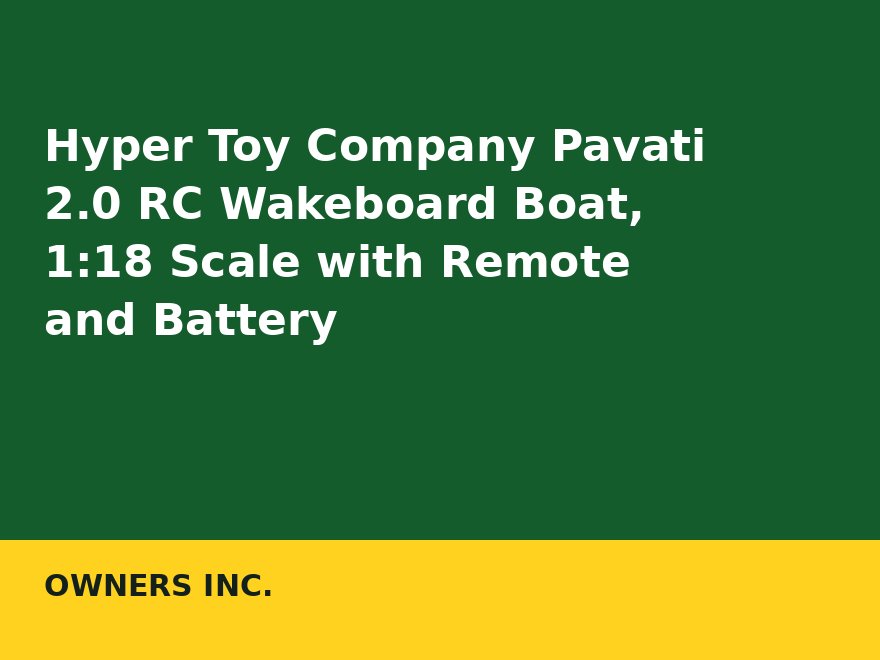 Hyper Toy Company Pavati
2.0 RC Wakeboard Boat,
1:18 Scale with Remote
and Battery
OWNERS INC.